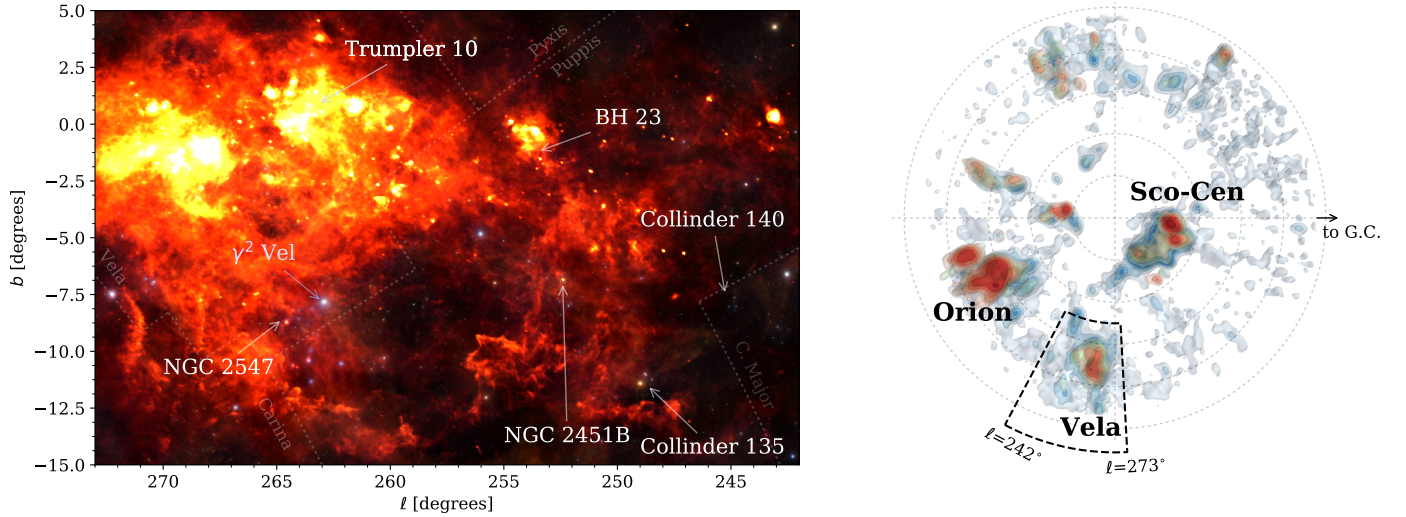 5.0
2.5
0.0
−2.5
−5.0
−7.5
−10.0
−12.5
−15.0
b [degrees]
270
265
260
255
250
245
ℓ [degrees]
Trumpler 10
Pyxis
Puppis
BH 23
Collinder 140
γ² Vel
Vela
NGC 2547
Carina
C. Major
NGC 2451B
Collinder 135
Sco-Cen
to G.C.
Orion
Vela
ℓ=242°
ℓ=273°